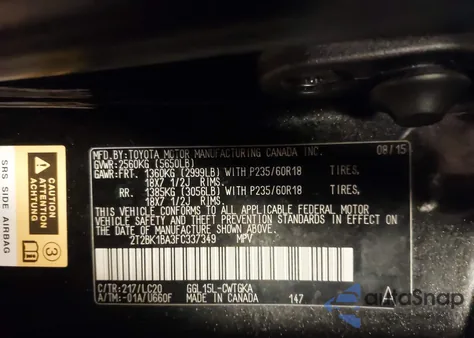 MFD.BY:TOYOTA MOTOR MANUFACTURING CANADA INC. 08/15
GVWR:2560KG (5650LB)
GAWR:FRT. 1360KG (2999LB) WITH P235/60R18 TIRES,
18X7 1/2J RIMS.
RR. 1385KG (3056LB) WITH P235/60R18 TIRES,
18X7 1/2J RIMS.
THIS VEHICLE CONFORMS TO ALL APPLICABLE FEDERAL MOTOR
VEHICLE SAFETY AND THEFT PREVENTION STANDARDS IN EFFECT ON
THE DATE OF MANUFACTURE SHOWN ABOVE.
2T2BK1BA3FC337349 MPV
C/TR:217/LC20 GGL15L-CWTGKA
A/TM:-01A/U660F MADE IN CANADA 147 A
SRS SIDE AIRBAG
CAUTION
ATTENTION
ACHTUNG
3
autoSnap